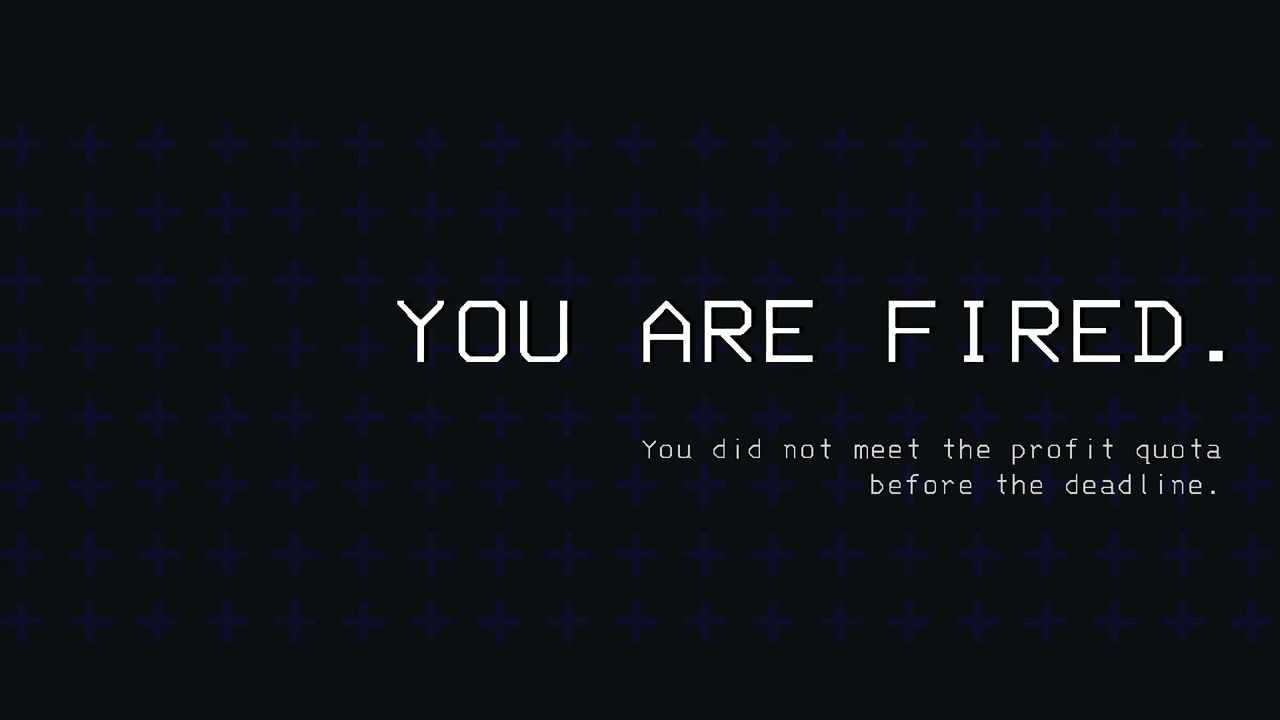 YOU ARE FIRED.
You did not meet the profit quota
before the deadline.